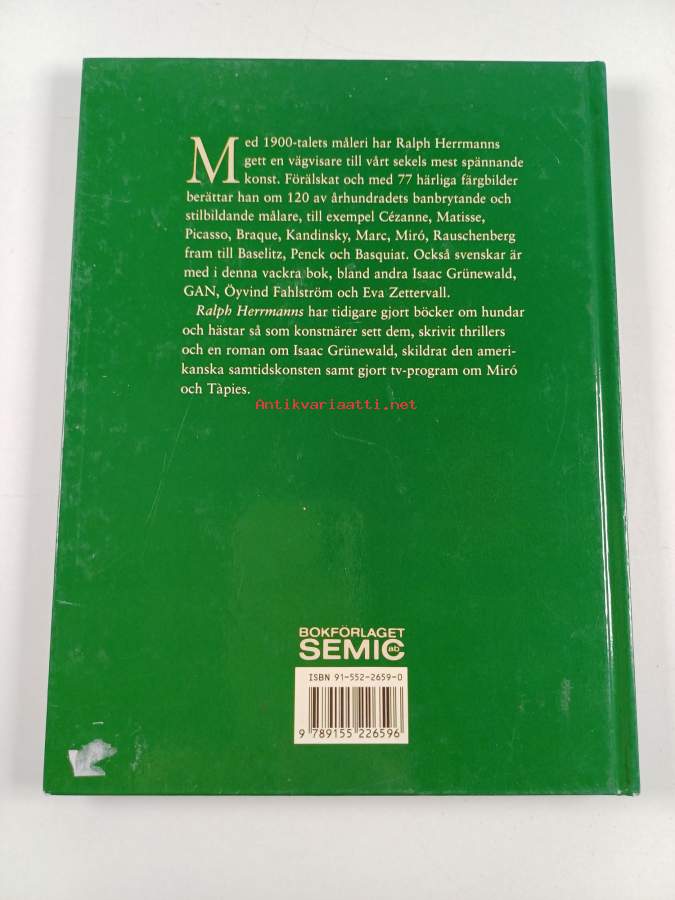 Med 1900-talets måleri har Ralph Herrmanns
gett en vägvisare till vårt sekels mest spännande
konst. Förälskat och med 77 härliga färgbilder
berättar han om 120 av århundradets banbrytande och
stilbildande målare, till exempel Cézanne, Matisse,
Picasso, Braque, Kandinsky, Marc, Miró, Rauschenberg
fram till Baselitz, Penck och Basquiat. Också svenskar är
med i denna vackra bok, bland andra Isaac Grünewald,
GAN, Öyvind Fahlström och Eva Zettervall.
Ralph Herrmanns har tidigare gjort böcker om hundar
och hästar så som konstnärer sett dem, skrivit thrillers
och en roman om Isaac Grünewald, skildrat den ameri-
kanska samtidskonsten samt gjort tv-program om Miró
och Tàpies.
Antikvariaatti.net
BOKFÖRLAGET
SEMIC ab
ISBN 91-552-2659-0
9 789155 226596